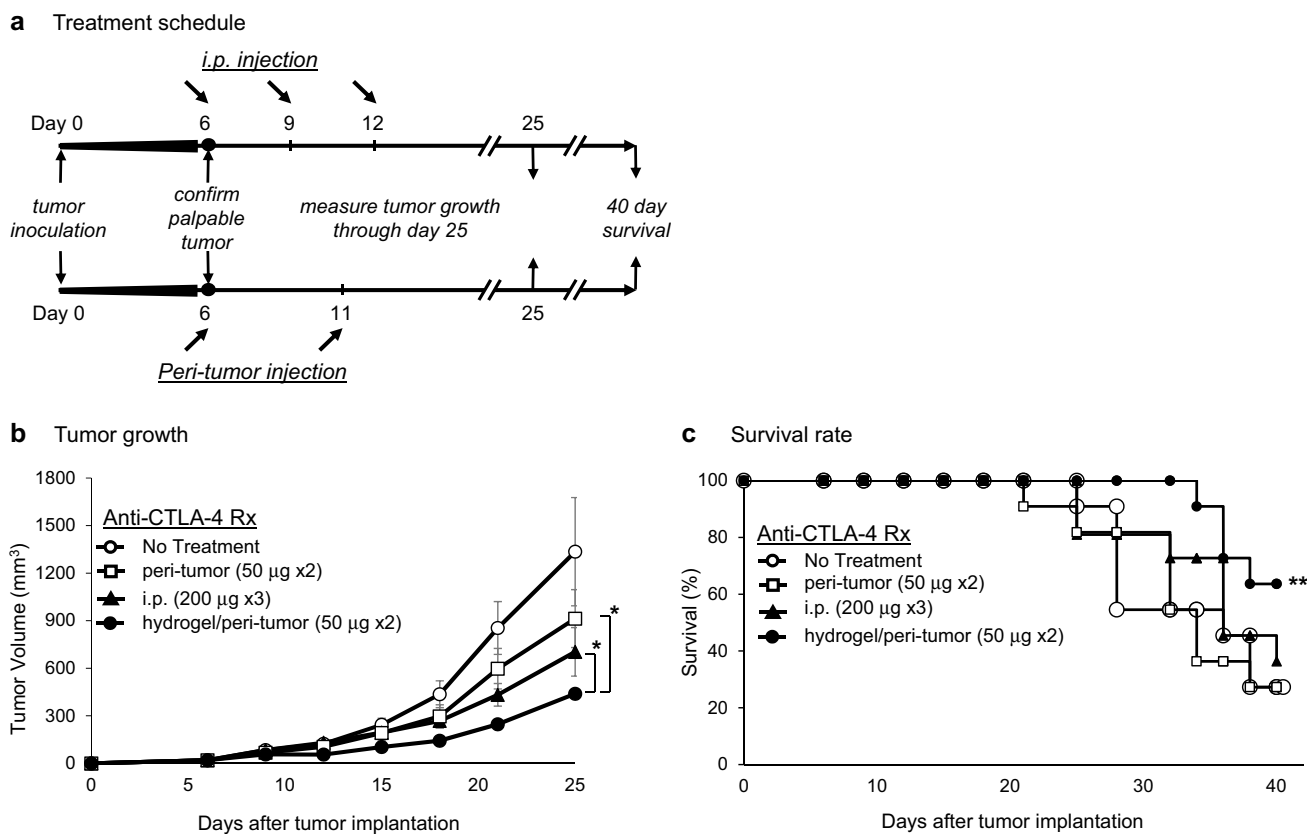 a Treatment schedule
i.p. injection
Day 0 6 9 12 25
tumor
inoculation
confirm
palpable
tumor
measure tumor growth
through day 25
40 day
survival
Day 0 6 11 25
Peri-tumor injection
b Tumor growth
1800
1500
1200
900
600
300
0
Tumor Volume (mm³)
Anti-CTLA-4 Rx
No Treatment
peri-tumor (50 µg x2)
i.p. (200 µg x3)
hydrogel/peri-tumor (50 µg x2)
*
*
0 5 10 15 20 25
Days after tumor implantation
c Survival rate
100
80
60
40
20
0
Survival (%)
Anti-CTLA-4 Rx
No Treatment
peri-tumor (50 µg x2)
i.p. (200 µg x3)
hydrogel/peri-tumor (50 µg x2)
**
0 10 20 30 40
Days after tumor implantation